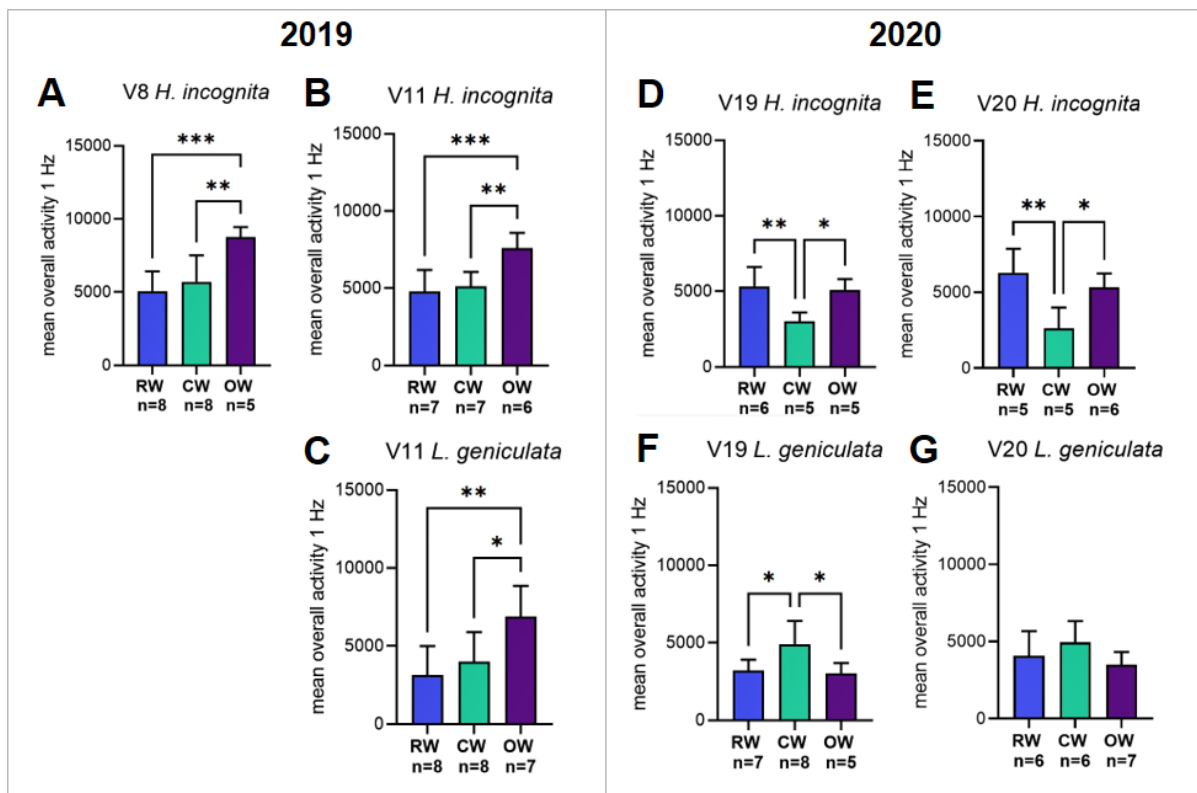 2019
A
V8 H. incognita
mean overall activity 1 Hz
15000
10000
5000
0
***
**
RW CW OW
n=8 n=8 n=5
B
V11 H. incognita
mean overall activity 1 Hz
15000
10000
5000
0
***
**
RW CW OW
n=7 n=7 n=6
C
V11 L. geniculata
mean overall activity 1 Hz
15000
10000
5000
0
**
*
RW CW OW
n=8 n=8 n=7
2020
D
V19 H. incognita
mean overall activity 1 Hz
15000
10000
5000
0
** *
RW CW OW
n=6 n=5 n=5
E
V20 H. incognita
mean overall activity 1 Hz
15000
10000
5000
0
** *
RW CW OW
n=5 n=5 n=6
F
V19 L. geniculata
mean overall activity 1 Hz
15000
10000
5000
0
* *
RW CW OW
n=7 n=8 n=5
G
V20 L. geniculata
mean overall activity 1 Hz
15000
10000
5000
0
RW CW OW
n=6 n=6 n=7